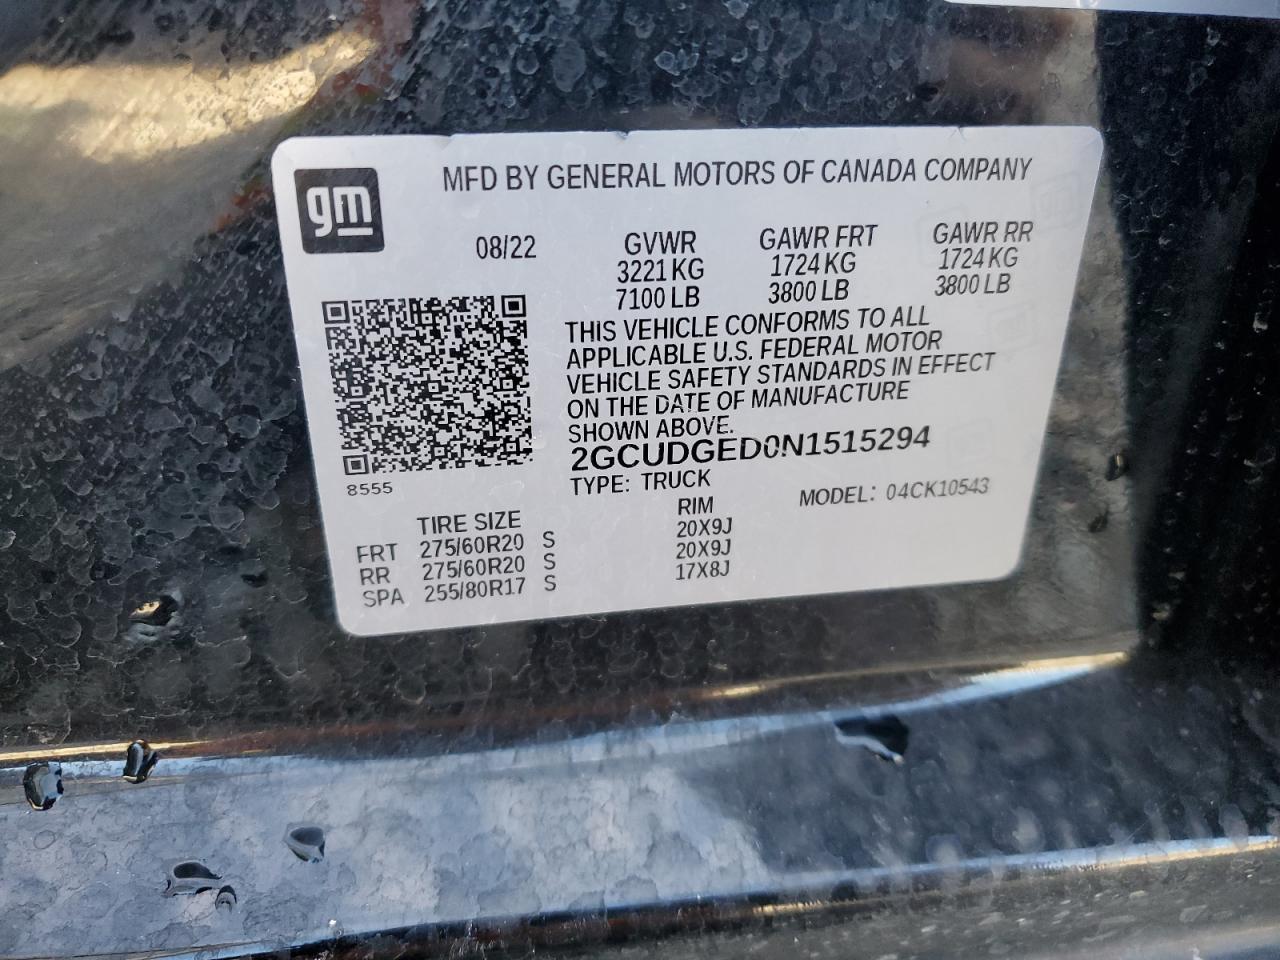 gm
MFD BY GENERAL MOTORS OF CANADA COMPANY
08/22 GVWR GAWR FRT GAWR RR
3221 KG 1724 KG 1724 KG
7100 LB 3800 LB 3800 LB
THIS VEHICLE CONFORMS TO ALL
APPLICABLE U.S. FEDERAL MOTOR
VEHICLE SAFETY STANDARDS IN EFFECT
ON THE DATE OF MANUFACTURE
SHOWN ABOVE.
2GCUDGED0N1515294
8555
TYPE: TRUCK MODEL: 04CK10543
TIRE SIZE RIM
FRT 275/60R20 S 20X9J
RR 275/60R20 S 20X9J
SPA 255/80R17 S 17X8J